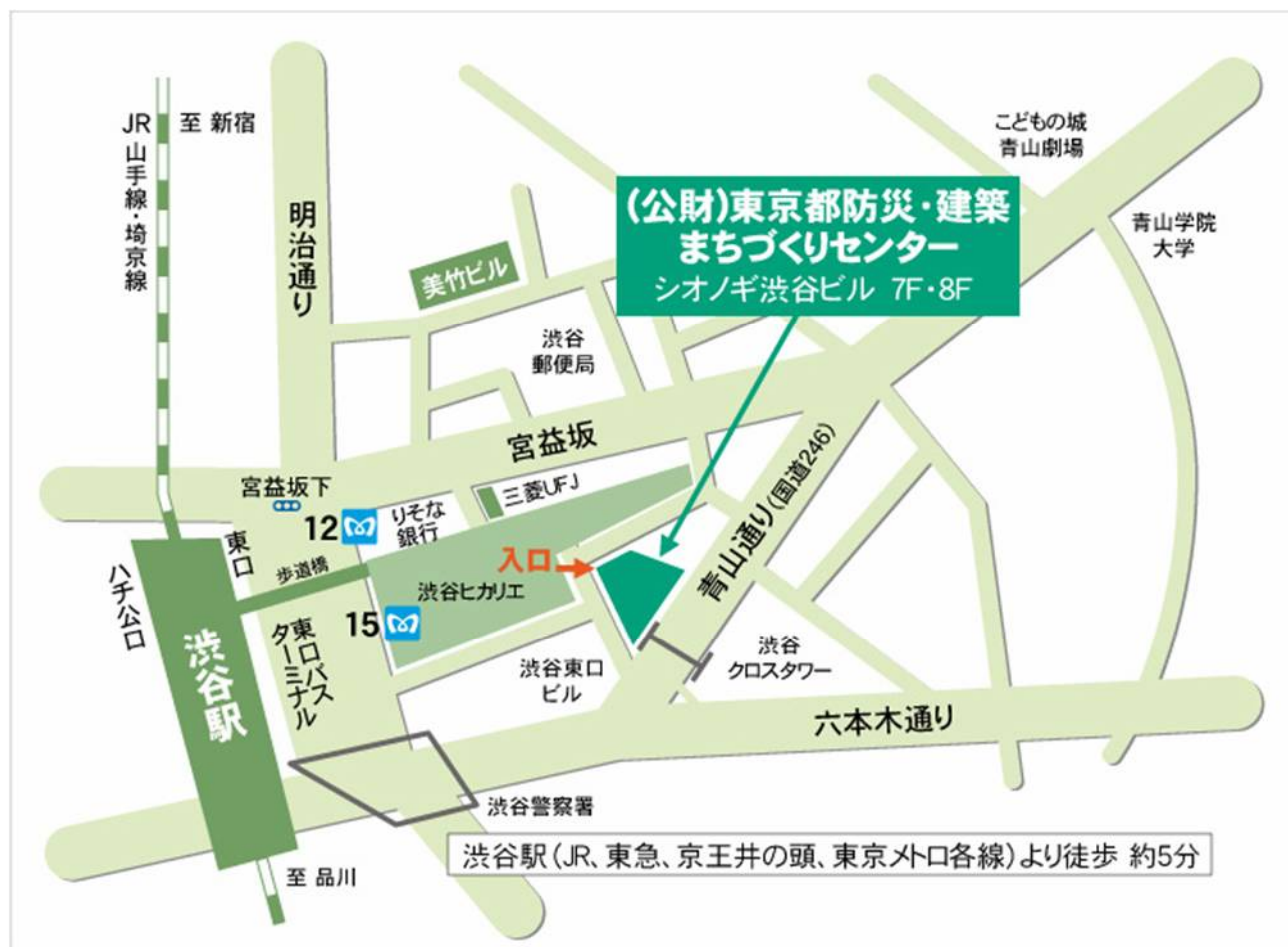 JR
山手線・埼京線
至 新宿
明治通り
こどもの城
青山劇場
青山学院
大学
(公財)東京都防災・建築
まちづくりセンター
シオノギ渋谷ビル 7F・8F
美竹ビル
渋谷
郵便局
宮益坂
宮益坂下
12
りそな
銀行
三菱UFJ
青山通り(国道246)
東口
歩道橋
入口
渋谷ヒカリエ
15
ハチ公口
渋谷駅
東口バス
ターミナル
渋谷東口
ビル
渋谷
クロスタワー
六本木通り
渋谷警察署
渋谷駅(JR、東急、京王井の頭、東京メトロ各線)より徒歩 約5分
至 品川